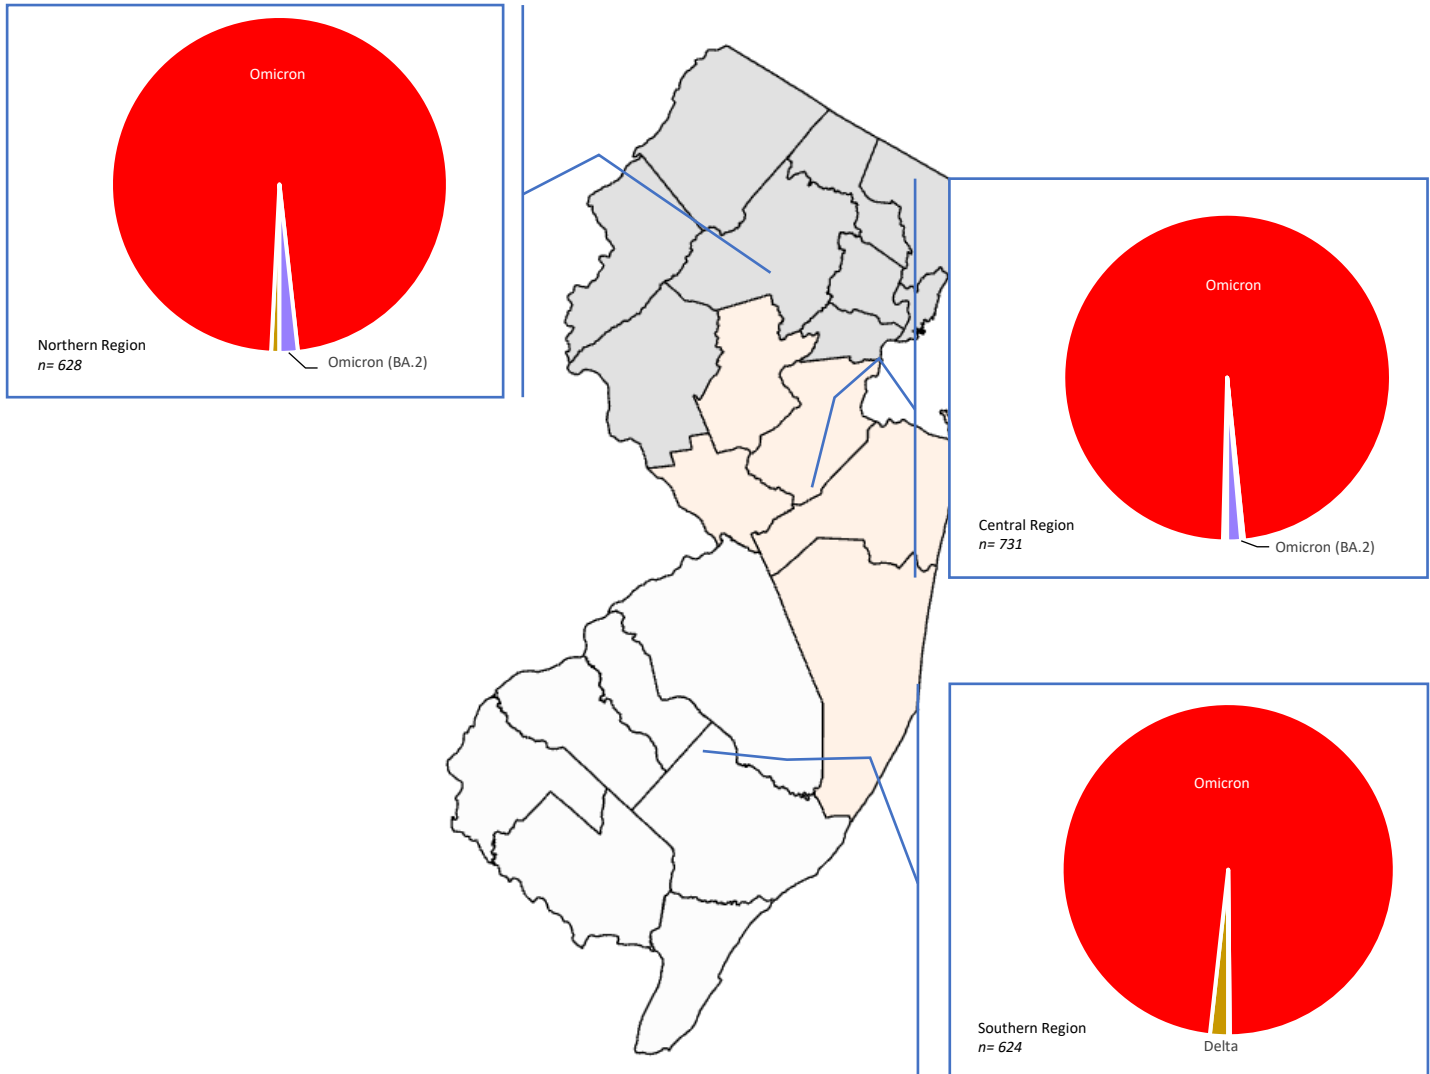 Omicron
Northern Region
n= 628
Omicron (BA.2)
Omicron
Central Region
n= 731
Omicron (BA.2)
Omicron
Southern Region
n= 624
Delta